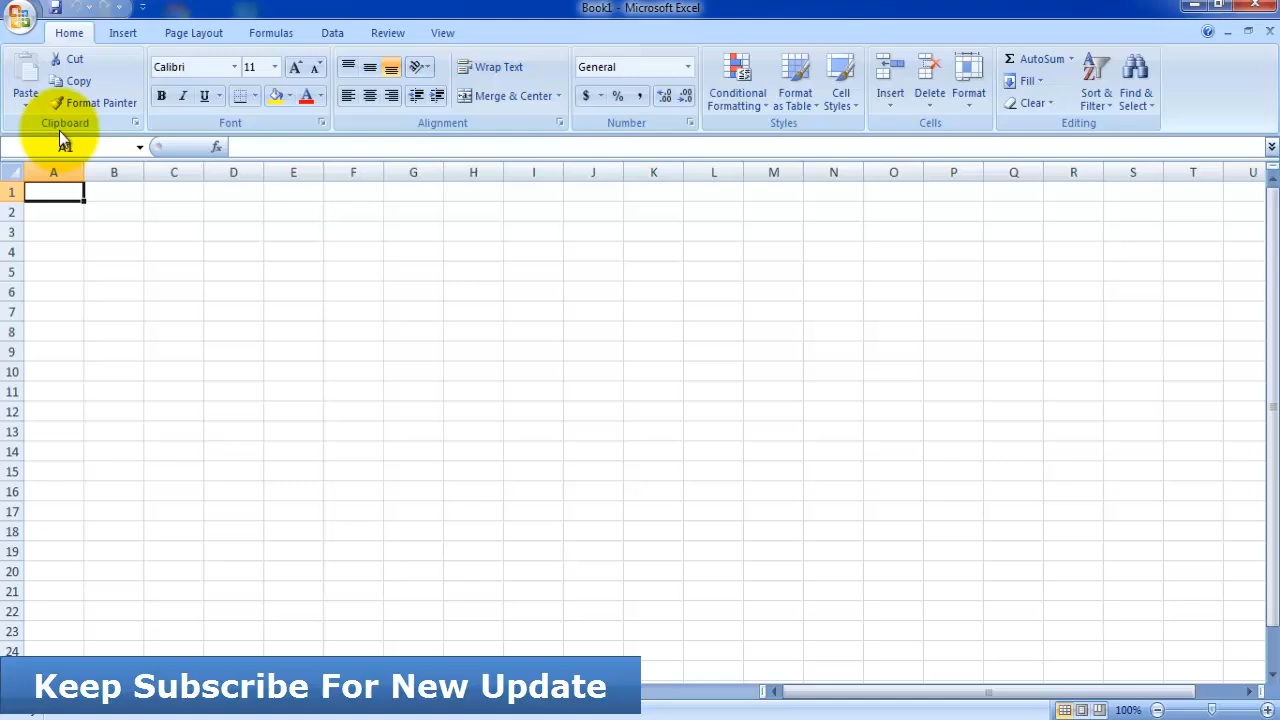 Book1 - Microsoft Excel
Home Insert Page Layout Formulas Data Review View
Paste Cut Copy Format Painter
Clipboard
Calibri 11
B I U A
Font
Wrap Text
Merge & Center
Alignment
General
$ % ,
Number
Conditional Formatting Format as Table Cell Styles
Styles
Insert Delete Format
Cells
Σ AutoSum Fill Clear
Sort & Filter Find & Select
Editing
A1 fx
A B C D E F G H I J K L M N O P Q R S T U
1
2
3
4
5
6
7
8
9
10
11
12
13
14
15
16
17
18
19
20
21
22
23
24
Keep Subscribe For New Update
100%